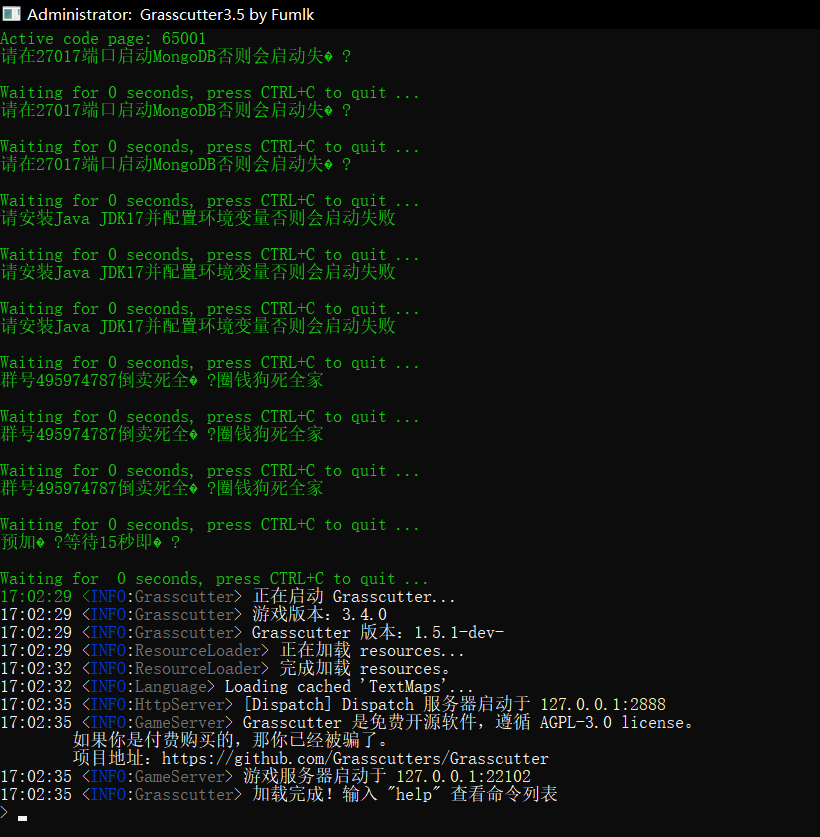 Administrator:  Grasscutter3.5 by Fumlk
Active code page: 65001
请在27017端口启动MongoDB否则会启动失� ?
Waiting for 0 seconds, press CTRL+C to quit ...
请在27017端口启动MongoDB否则会启动失� ?
Waiting for 0 seconds, press CTRL+C to quit ...
请在27017端口启动MongoDB否则会启动失� ?
Waiting for 0 seconds, press CTRL+C to quit ...
请安装Java JDK17并配置环境变量否则会启动失败
Waiting for 0 seconds, press CTRL+C to quit ...
请安装Java JDK17并配置环境变量否则会启动失败
Waiting for 0 seconds, press CTRL+C to quit ...
请安装Java JDK17并配置环境变量否则会启动失败
Waiting for 0 seconds, press CTRL+C to quit ...
群号495974787倒卖死全� ?圈钱狗死全家
Waiting for 0 seconds, press CTRL+C to quit ...
群号495974787倒卖死全� ?圈钱狗死全家
Waiting for 0 seconds, press CTRL+C to quit ...
群号495974787倒卖死全� ?圈钱狗死全家
Waiting for 0 seconds, press CTRL+C to quit ...
预加� ?等待15秒即� ?
Waiting for  0 seconds, press CTRL+C to quit ...
17:02:29 <INFO:Grasscutter> 正在启动 Grasscutter...
17:02:29 <INFO:Grasscutter> 游戏版本：3.4.0
17:02:29 <INFO:Grasscutter> Grasscutter 版本：1.5.1-dev-
17:02:29 <INFO:ResourceLoader> 正在加载 resources...
17:02:32 <INFO:ResourceLoader> 完成加载 resources。
17:02:32 <INFO:Language> Loading cached 'TextMaps'...
17:02:35 <INFO:HttpServer> [Dispatch] Dispatch 服务器启动于 127.0.0.1:2888
17:02:35 <INFO:GameServer> Grasscutter 是免费开源软件，遵循 AGPL-3.0 license。
如果你是付费购买的，那你已经被骗了。
项目地址：https://github.com/Grasscutters/Grasscutter
17:02:35 <INFO:GameServer> 游戏服务器启动于 127.0.0.1:22102
17:02:35 <INFO:Grasscutter> 加载完成！输入 "help" 查看命令列表
>